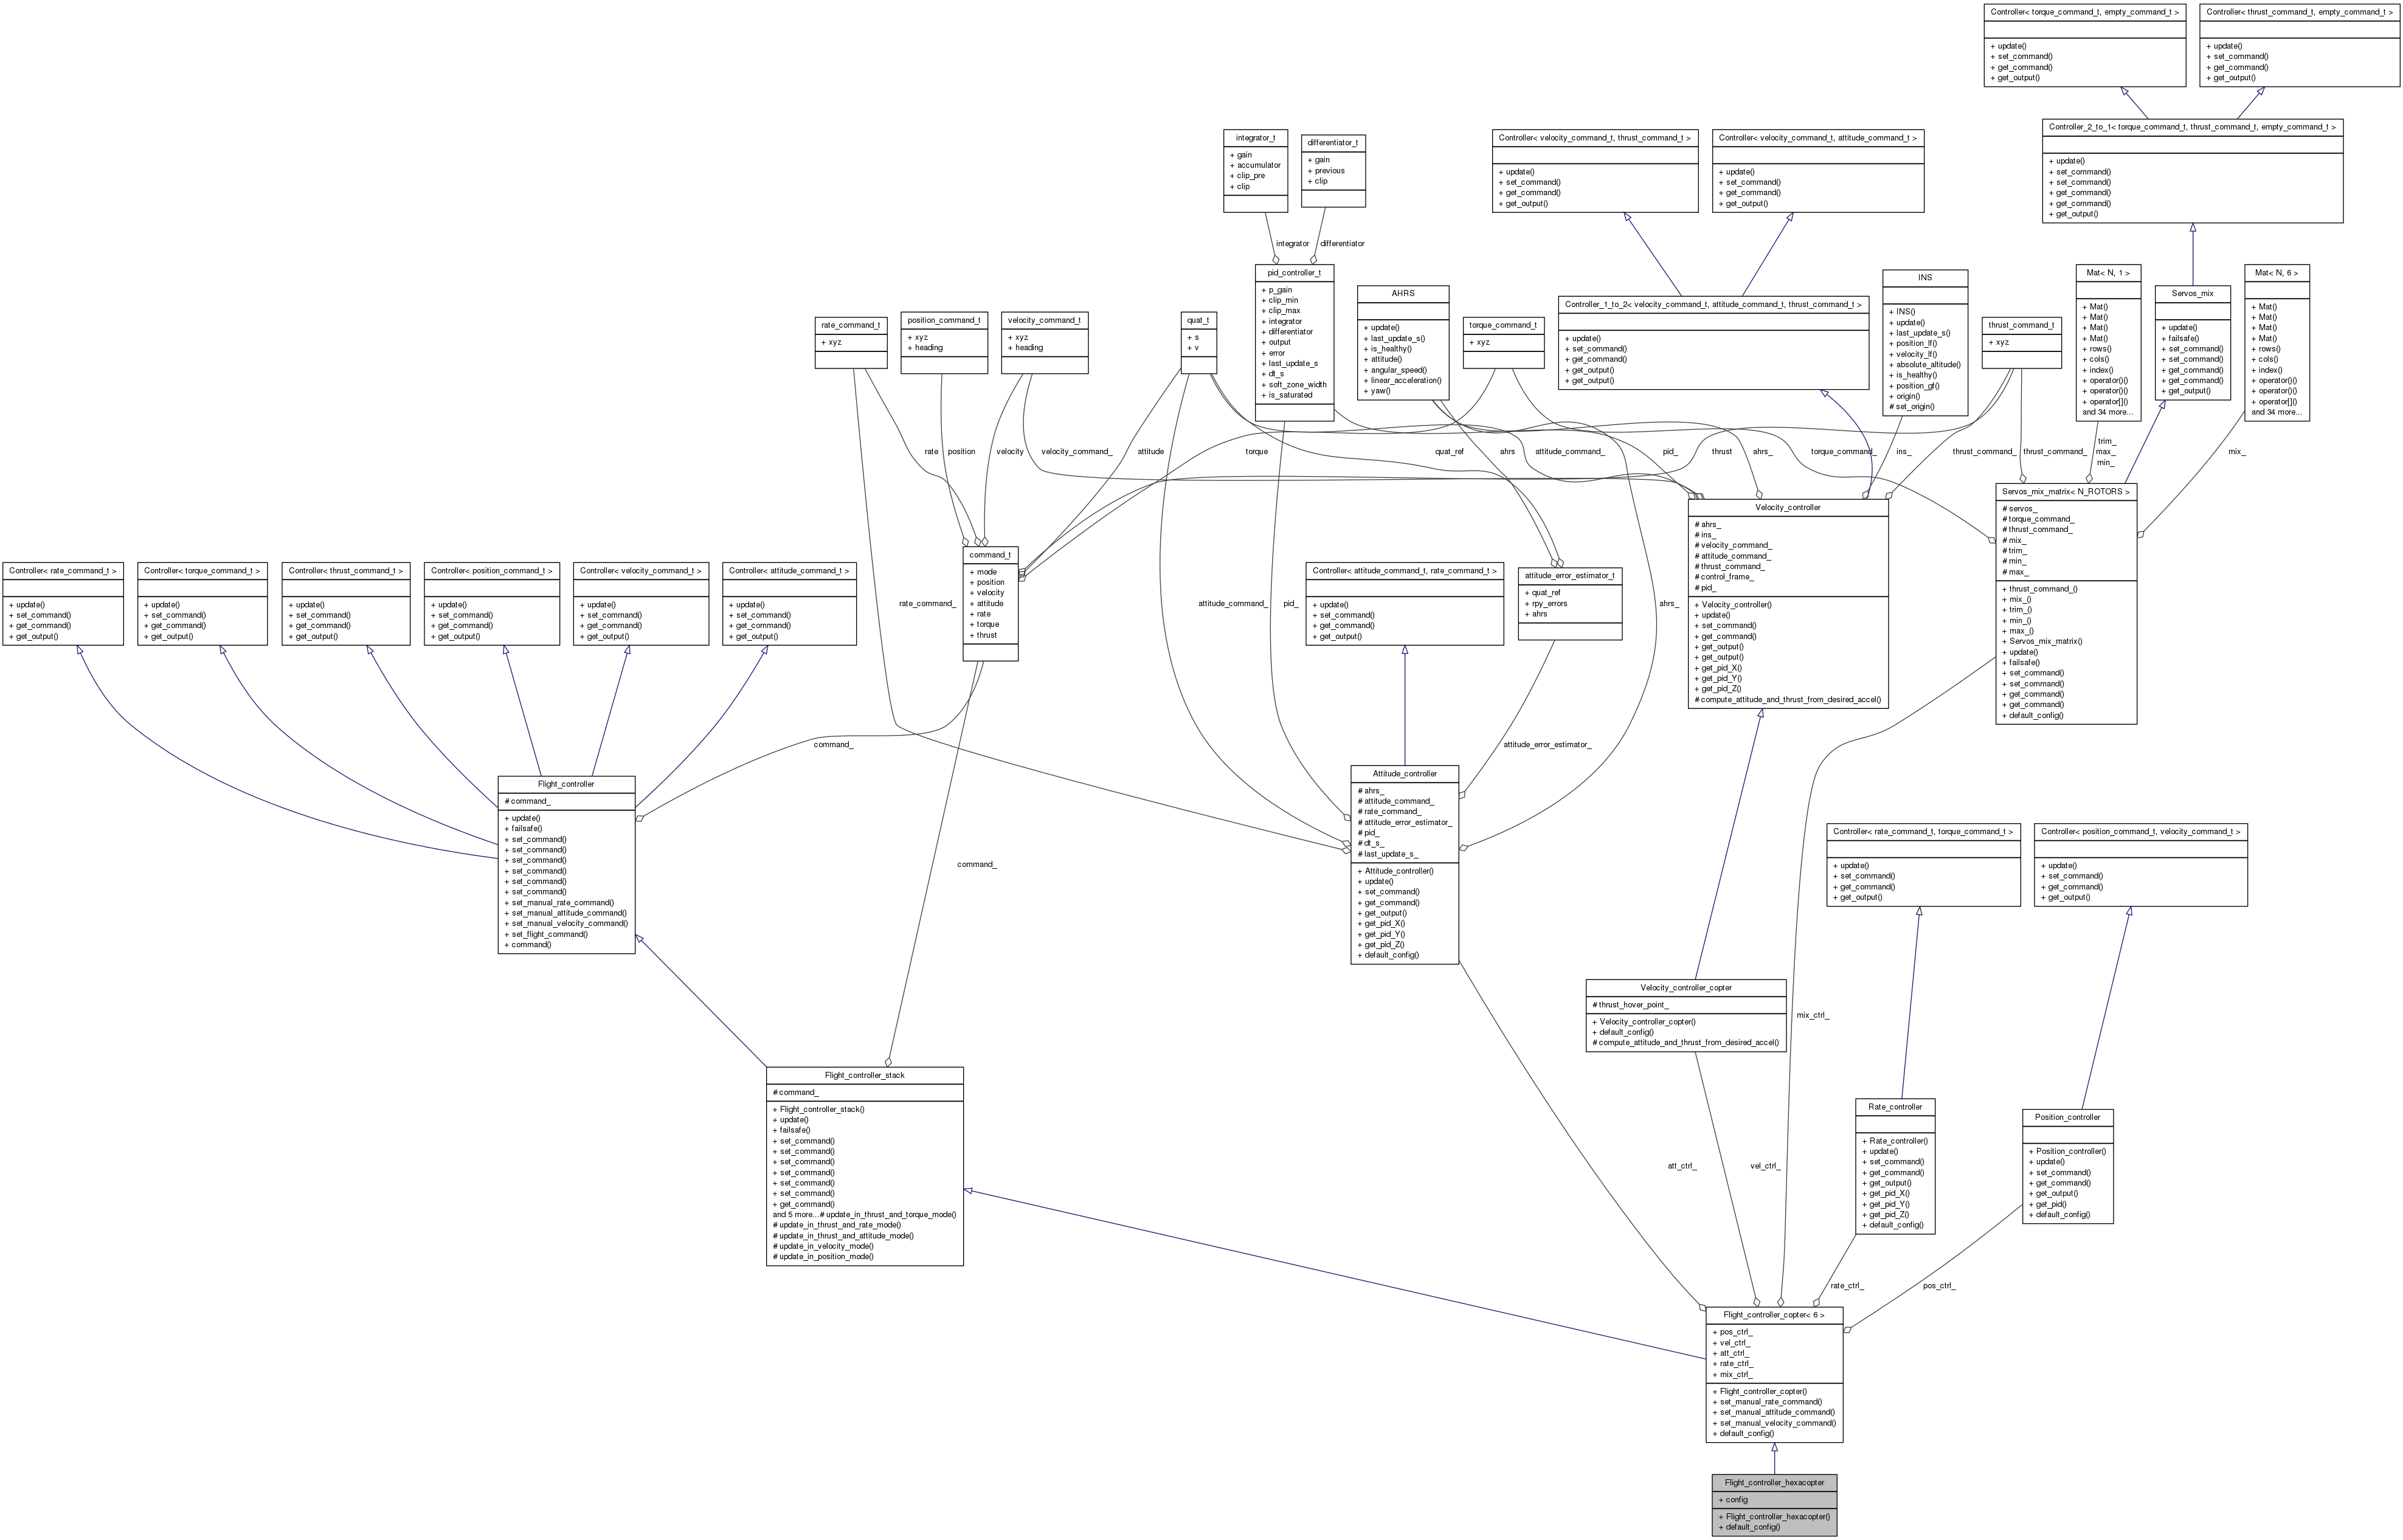 Controller< torque_command_t, empty_command_t >
+ update()
+ set_command()
+ get_command()
+ get_output()
Controller< thrust_command_t, empty_command_t >
+ update()
+ set_command()
+ get_command()
+ get_output()
Controller_2_to_1< torque_command_t, thrust_command_t, empty_command_t >
+ update()
+ set_command()
+ set_command()
+ get_command()
+ get_command()
+ get_output()
integrator_t
+ gain
+ accumulator
+ clip_pre
+ clip
differentiator_t
+ gain
+ previous
+ clip
Controller< velocity_command_t, thrust_command_t >
+ update()
+ set_command()
+ get_command()
+ get_output()
Controller< velocity_command_t, attitude_command_t >
+ update()
+ set_command()
+ get_command()
+ get_output()
integrator
differentiator
rate_command_t
+ xyz
position_command_t
+ xyz
+ heading
velocity_command_t
+ xyz
+ heading
quat_t
+ s
+ v
pid_controller_t
+ p_gain
+ clip_min
+ clip_max
+ integrator
+ differentiator
+ output
+ error
+ last_update_s
+ dt_s
+ soft_zone_width
+ is_saturated
AHRS
+ update()
+ last_update_s()
+ is_healthy()
+ attitude()
+ angular_speed()
+ linear_acceleration()
+ yaw()
torque_command_t
+ xyz
Controller_1_to_2< velocity_command_t, attitude_command_t, thrust_command_t >
+ update()
+ set_command()
+ get_command()
+ get_output()
+ get_output()
INS
+ INS()
+ update()
+ last_update_s()
+ position_lf()
+ velocity_lf()
+ absolute_altitude()
+ is_healthy()
+ position_gf()
+ origin()
# set_origin()
thrust_command_t
+ xyz
Mat< N, 1 >
+ Mat()
+ Mat()
+ Mat()
+ Mat()
+ rows()
+ cols()
+ index()
+ operator()()
+ operator()()
+ operator[]()
and 34 more...
Servos_mix
+ update()
+ failsafe()
+ set_command()
+ set_command()
+ get_command()
+ get_command()
+ get_output()
Mat< N, 6 >
+ Mat()
+ Mat()
+ Mat()
+ Mat()
+ rows()
+ cols()
+ index()
+ operator()()
+ operator()()
+ operator[]()
and 34 more...
rate
position
velocity
velocity_command_
attitude
torque
quat_ref
ahrs
attitude_command_
pid_
thrust
ahrs_
torque_command_
ins_
thrust_command_
thrust_command_
trim_
max_
min_
mix_
Controller< rate_command_t >
+ update()
+ set_command()
+ get_command()
+ get_output()
Controller< torque_command_t >
+ update()
+ set_command()
+ get_command()
+ get_output()
Controller< thrust_command_t >
+ update()
+ set_command()
+ get_command()
+ get_output()
Controller< position_command_t >
+ update()
+ set_command()
+ get_command()
+ get_output()
Controller< velocity_command_t >
+ update()
+ set_command()
+ get_command()
+ get_output()
Controller< attitude_command_t >
+ update()
+ set_command()
+ get_command()
+ get_output()
command_t
+ mode
+ position
+ velocity
+ attitude
+ rate
+ torque
+ thrust
Controller< attitude_command_t, rate_command_t >
+ update()
+ set_command()
+ get_command()
+ get_output()
attitude_error_estimator_t
+ quat_ref
+ rpy_errors
+ ahrs
Velocity_controller
# ahrs_
# ins_
# velocity_command_
# attitude_command_
# thrust_command_
# control_frame_
# pid_
+ Velocity_controller()
+ update()
+ set_command()
+ get_command()
+ get_output()
+ get_output()
+ get_pid_X()
+ get_pid_Y()
+ get_pid_Z()
# compute_attitude_and_thrust_from_desired_accel()
Servos_mix_matrix< N_ROTORS >
# servos_
# torque_command_
# thrust_command_
# mix_
# trim_
# min_
# max_
+ thrust_command_()
+ mix_()
+ trim_()
+ min_()
+ max_()
+ Servos_mix_matrix()
+ update()
+ failsafe()
+ set_command()
+ set_command()
+ get_command()
+ get_command()
+ default_config()
rate_command_
attitude_command_
pid_
ahrs_
command_
attitude_error_estimator_
Flight_controller
# command_
+ update()
+ failsafe()
+ set_command()
+ set_command()
+ set_command()
+ set_command()
+ set_command()
+ set_command()
+ set_manual_rate_command()
+ set_manual_attitude_command()
+ set_manual_velocity_command()
+ set_flight_command()
+ command()
command_
Attitude_controller
# ahrs_
# attitude_command_
# rate_command_
# attitude_error_estimator_
# pid_
# dt_s_
# last_update_s_
+ Attitude_controller()
+ update()
+ set_command()
+ get_command()
+ get_output()
+ get_pid_X()
+ get_pid_Y()
+ get_pid_Z()
+ default_config()
Controller< rate_command_t, torque_command_t >
+ update()
+ set_command()
+ get_command()
+ get_output()
Controller< position_command_t, velocity_command_t >
+ update()
+ set_command()
+ get_command()
+ get_output()
Velocity_controller_copter
# thrust_hover_point_
+ Velocity_controller_copter()
+ default_config()
# compute_attitude_and_thrust_from_desired_accel()
mix_ctrl_
Flight_controller_stack
# command_
+ Flight_controller_stack()
+ update()
+ failsafe()
+ set_command()
+ set_command()
+ set_command()
+ set_command()
+ set_command()
+ set_command()
+ get_command()
and 5 more...# update_in_thrust_and_torque_mode()
# update_in_thrust_and_rate_mode()
# update_in_thrust_and_attitude_mode()
# update_in_velocity_mode()
# update_in_position_mode()
att_ctrl_
vel_ctrl_
Rate_controller
+ Rate_controller()
+ update()
+ set_command()
+ get_command()
+ get_output()
+ get_pid_X()
+ get_pid_Y()
+ get_pid_Z()
+ default_config()
Position_controller
+ Position_controller()
+ update()
+ set_command()
+ get_command()
+ get_output()
+ get_pid()
+ default_config()
rate_ctrl_
pos_ctrl_
Flight_controller_copter< 6 >
+ pos_ctrl_
+ vel_ctrl_
+ att_ctrl_
+ rate_ctrl_
+ mix_ctrl_
+ Flight_controller_copter()
+ set_manual_rate_command()
+ set_manual_attitude_command()
+ set_manual_velocity_command()
+ default_config()
Flight_controller_hexacopter
+ config
+ Flight_controller_hexacopter()
+ default_config()